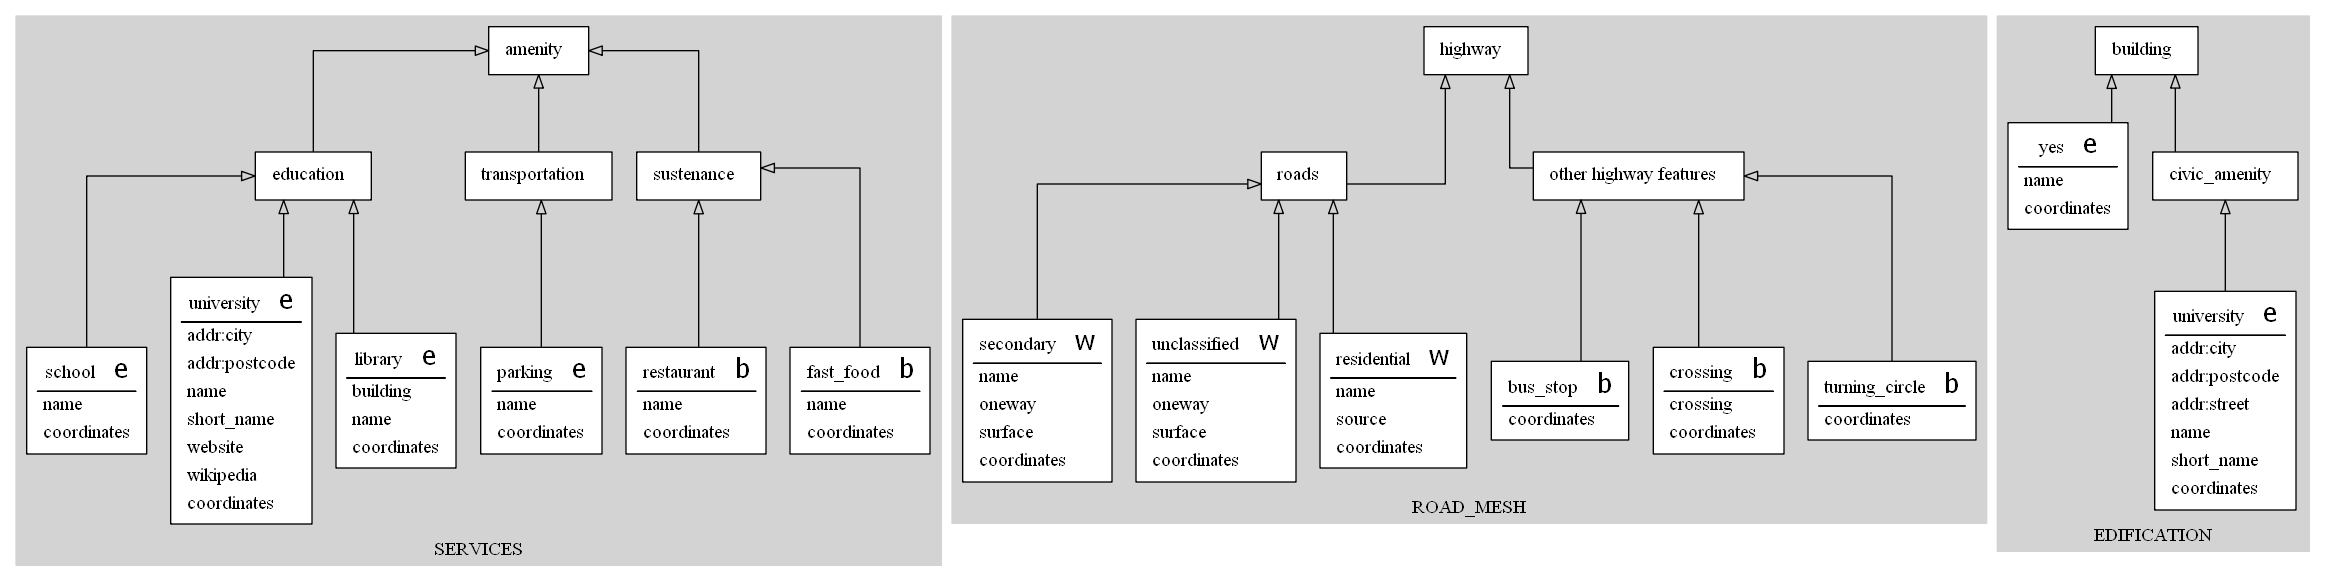 amenity
education
transportation
sustenance
school e
name
coordinates
university e
addr:city
addr:postcode
name
short_name
website
wikipedia
coordinates
library e
building
name
coordinates
parking e
name
coordinates
restaurant b
name
coordinates
fast_food b
name
coordinates
SERVICES
highway
roads
other highway features
secondary w
name
oneway
surface
coordinates
unclassified w
name
oneway
surface
coordinates
residential w
name
source
coordinates
bus_stop b
coordinates
crossing b
crossing
coordinates
turning_circle b
coordinates
ROAD_MESH
building
yes e
name
coordinates
civic_amenity
university e
addr:city
addr:postcode
addr:street
name
short_name
coordinates
EDIFICATION